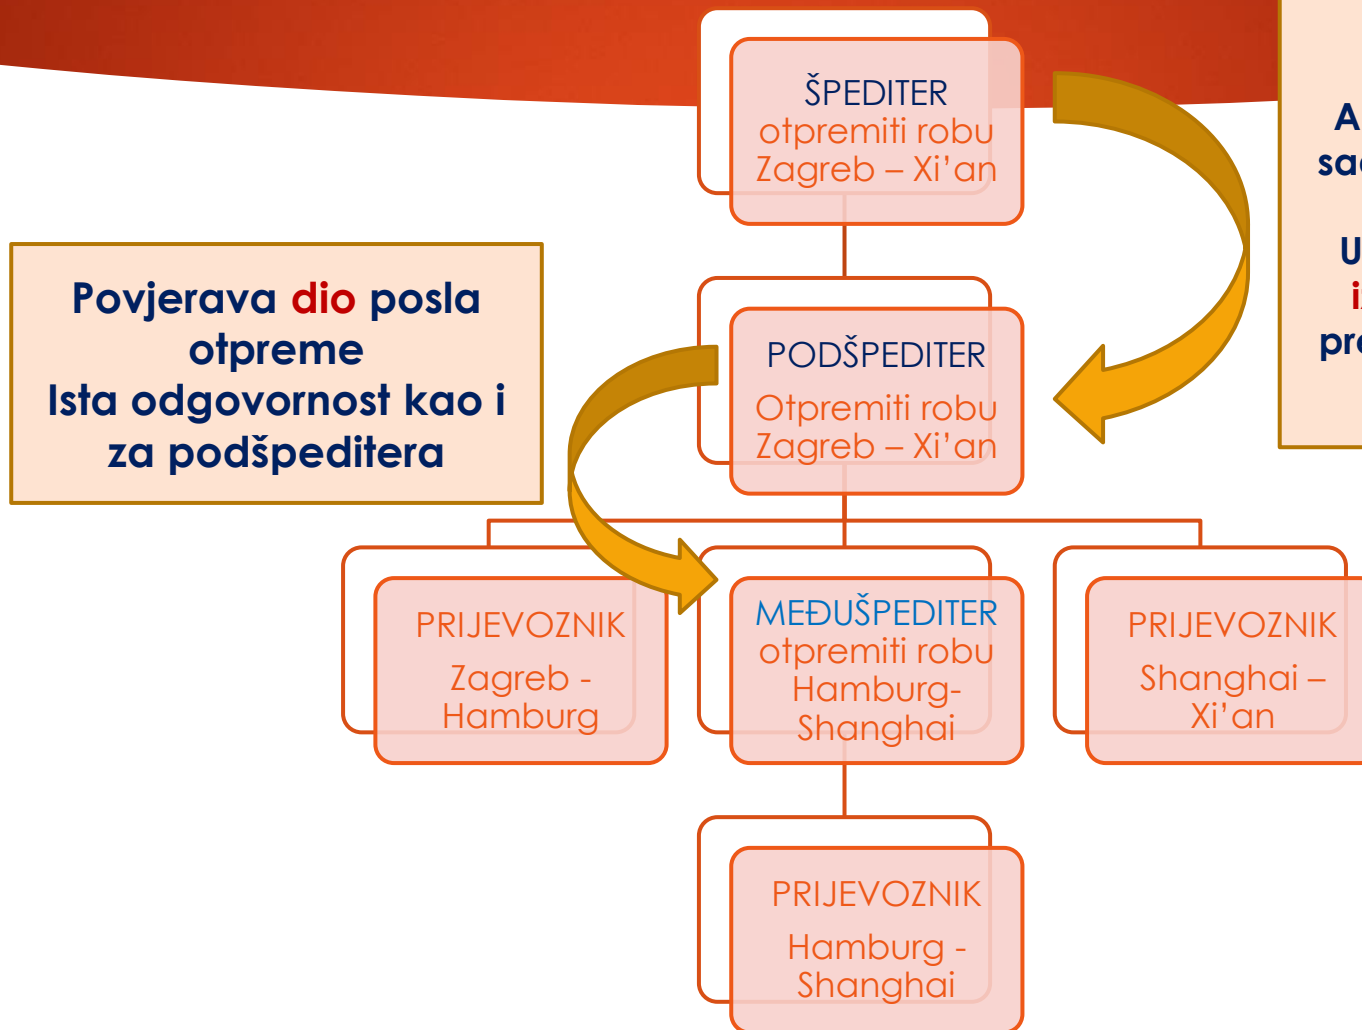 ŠPEDITER
otpremiti robu
Zagreb – Xi’an
Povjerava dio posla
otpreme
Ista odgovornost kao i
za podšpeditera
PODŠPEDITER
Otpremiti robu
Zagreb – Xi’an
PRIJEVOZNIK
Zagreb -
Hamburg
MEĐUŠPEDITER
otpremiti robu
Hamburg-
Shanghai
PRIJEVOZNIK
Shanghai –
Xi’an
PRIJEVOZNIK
Hamburg -
Shanghai